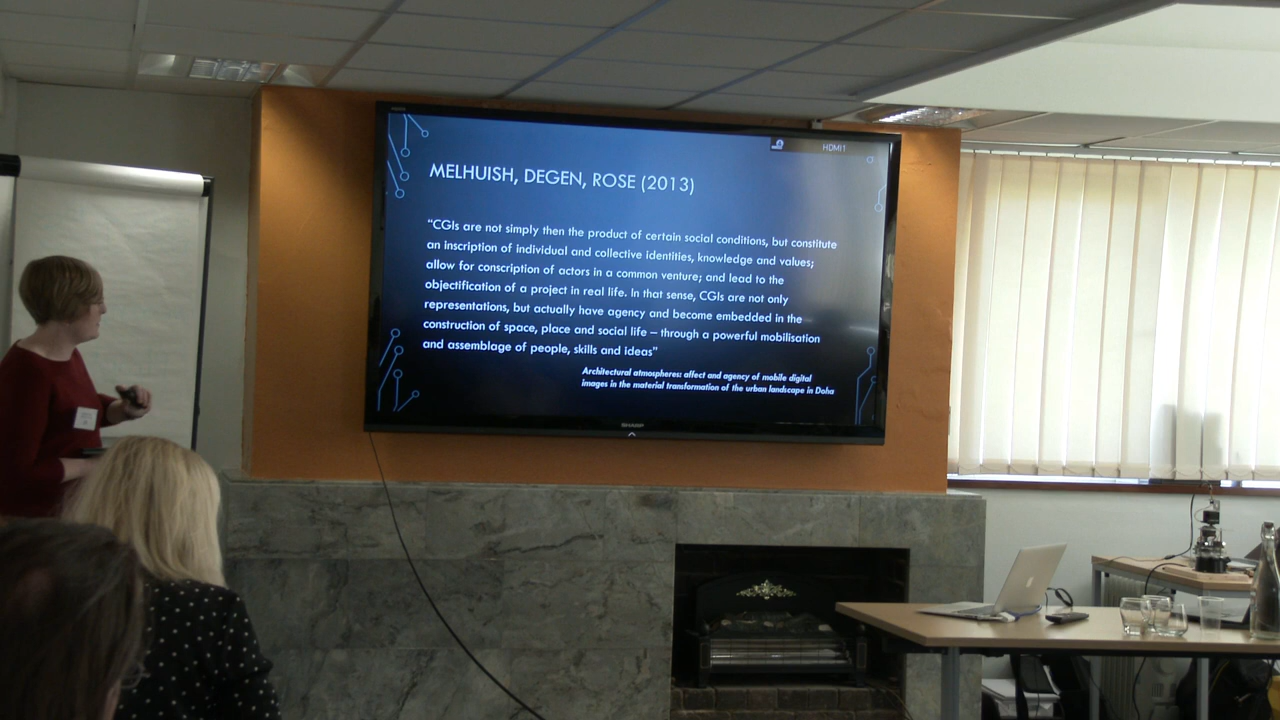 HDMI1
MELHUISH, DEGEN, ROSE (2013)
“CGIs are not simply then the product of certain social conditions, but constitute
an inscription of individual and collective identities, knowledge and values;
allow for conscription of actors in a common venture; and lead to the
objectification of a project in real life. In that sense, CGIs are not only
representations, but actually have agency and become embedded in the
construction of space, place and social life – through a powerful mobilisation
and assemblage of people, skills and ideas”
Architectural atmospheres: affect and agency of mobile digital
images in the material transformation of the urban landscape in Doha
SHARP